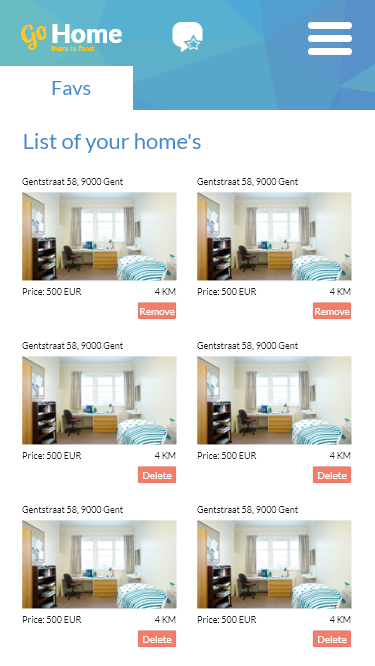 Go Home
thera is food
Favs
List of your home's
Gentstraat 58, 9000 Gent
Gentstraat 58, 9000 Gent
Price: 500 EUR 4 KM
Price: 500 EUR 4 KM
Remove
Remove
Gentstraat 58, 9000 Gent
Gentstraat 58, 9000 Gent
Price: 500 EUR 4 KM
Price: 500 EUR 4 KM
Delete
Delete
Gentstraat 58, 9000 Gent
Gentstraat 58, 9000 Gent
Price: 500 EUR 4 KM
Price: 500 EUR 4 KM
Delete
Delete